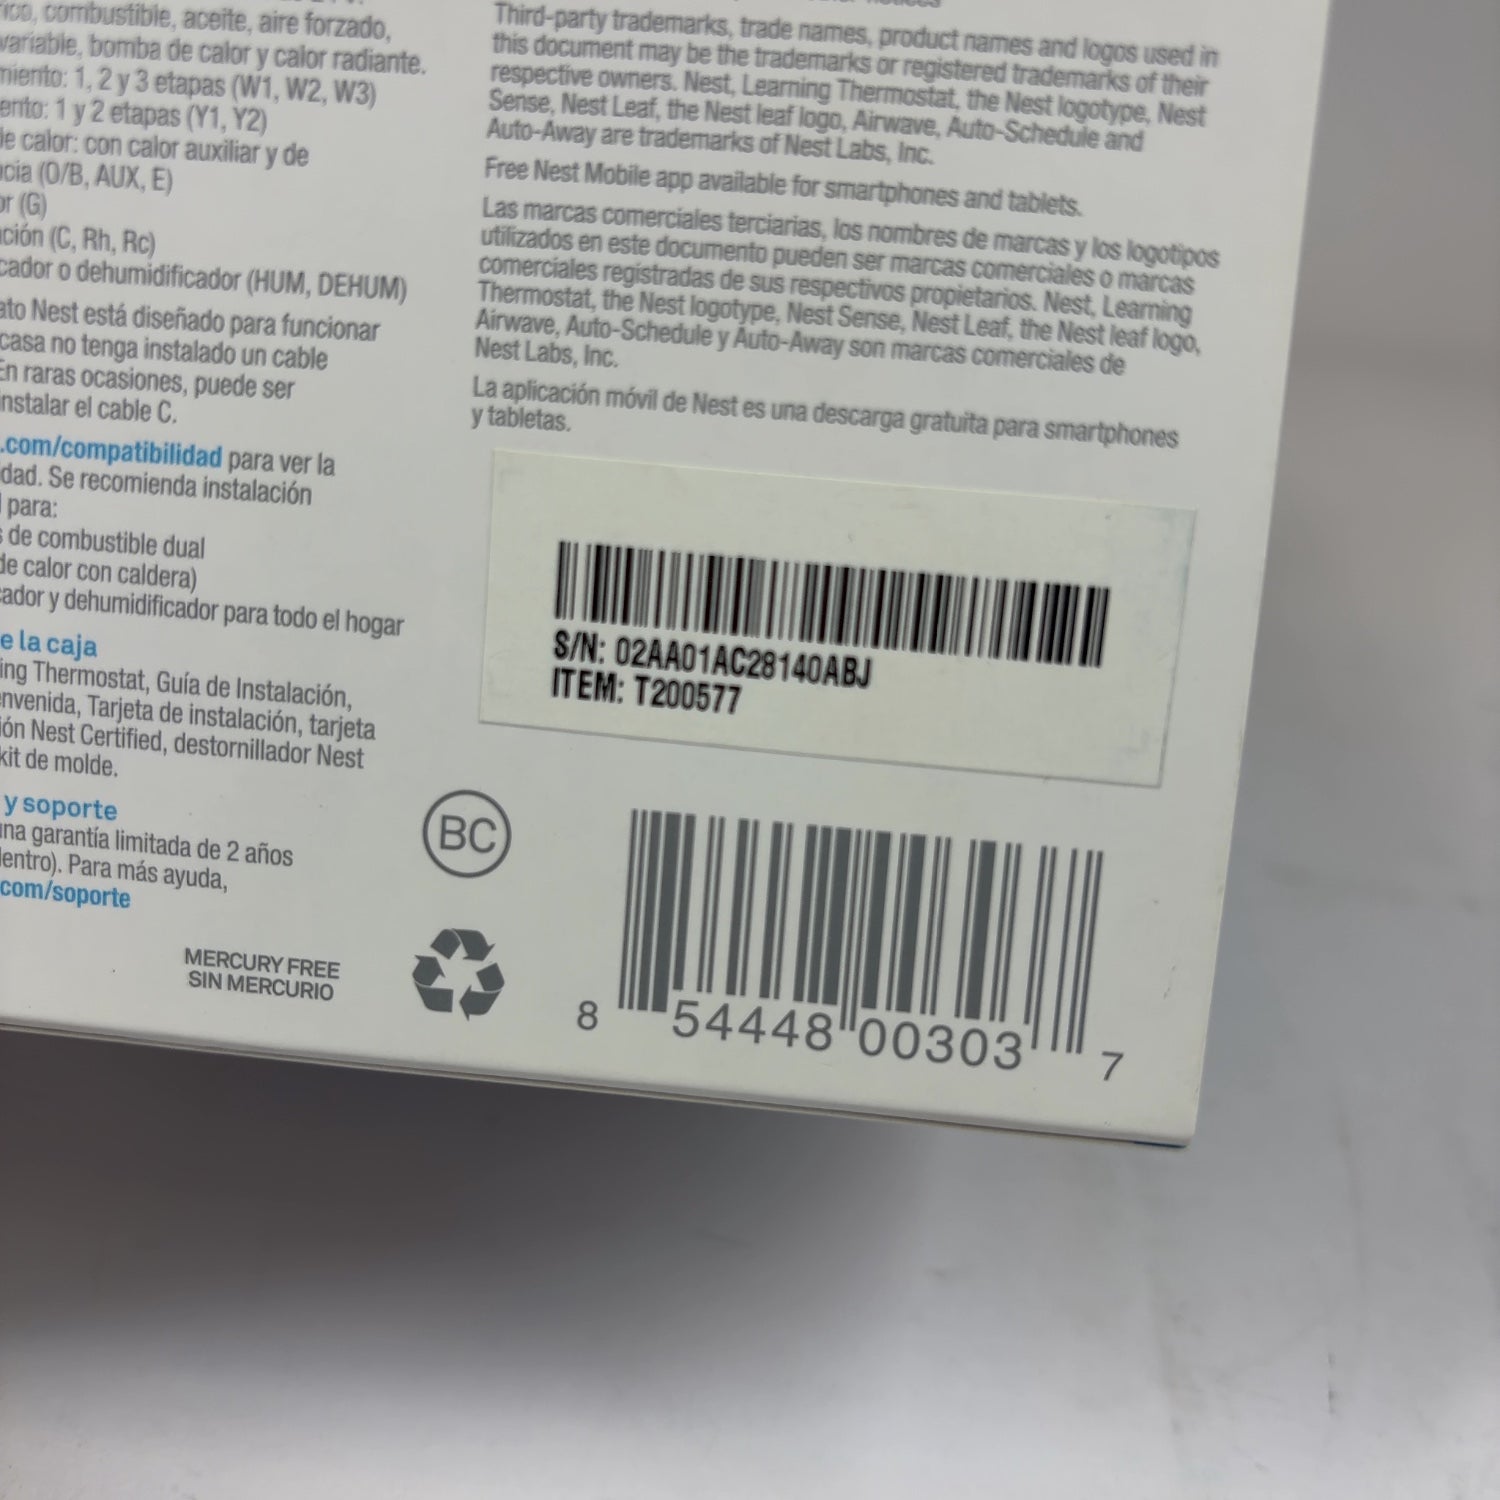 combustible, aceite, aire forzado,
variable, bomba de calor y calor radiante.
miento: 1, 2 y 3 etapas (W1, W2, W3)
ento: 1 y 2 etapas (Y1, Y2)
de calor: con calor auxiliar y de
cia (O/B, AUX, E)
or (G)
ción (C, Rh, Rc)
cador o dehumidificador (HUM, DEHUM)
ato Nest está diseñado para funcionar
casa no tenga instalado un cable
En raras ocasiones, puede ser
instalar el cable C.
.com/compatibilidad para ver la
dad. Se recomienda instalación
para:
de combustible dual
de calor con caldera)
cador y dehumidificador para todo el hogar
e la caja
ing Thermostat, Guía de Instalación,
nvenida, Tarjeta de instalación, tarjeta
ión Nest Certified, destornillador Nest
kit de molde.
y soporte
una garantía limitada de 2 años
dentro). Para más ayuda,
com/soporte
MERCURY FREE
SIN MERCURIO
BC
Third-party trademarks, trade names, product names and logos used in
this document may be the trademarks or registered trademarks of their
respective owners. Nest, Learning Thermostat, the Nest logotype, Nest
Sense, Nest Leaf, the Nest leaf logo, Airwave, Auto-Schedule and
Auto-Away are trademarks of Nest Labs, Inc.
Free Nest Mobile app available for smartphones and tablets.
Las marcas comerciales terciarias, los nombres de marcas y los logotipos
utilizados en este documento pueden ser marcas comerciales o marcas
comerciales registradas de sus respectivos propietarios. Nest, Learning
Thermostat, the Nest logotype, Nest Sense, Nest Leaf, the Nest leaf logo,
Airwave, Auto-Schedule y Auto-Away son marcas comerciales de
Nest Labs, Inc.
La aplicación móvil de Nest es una descarga gratuita para smartphones
y tabletas.
S/N: 02AA01AC28140ABJ
ITEM: T200577
8 54448 00303 7